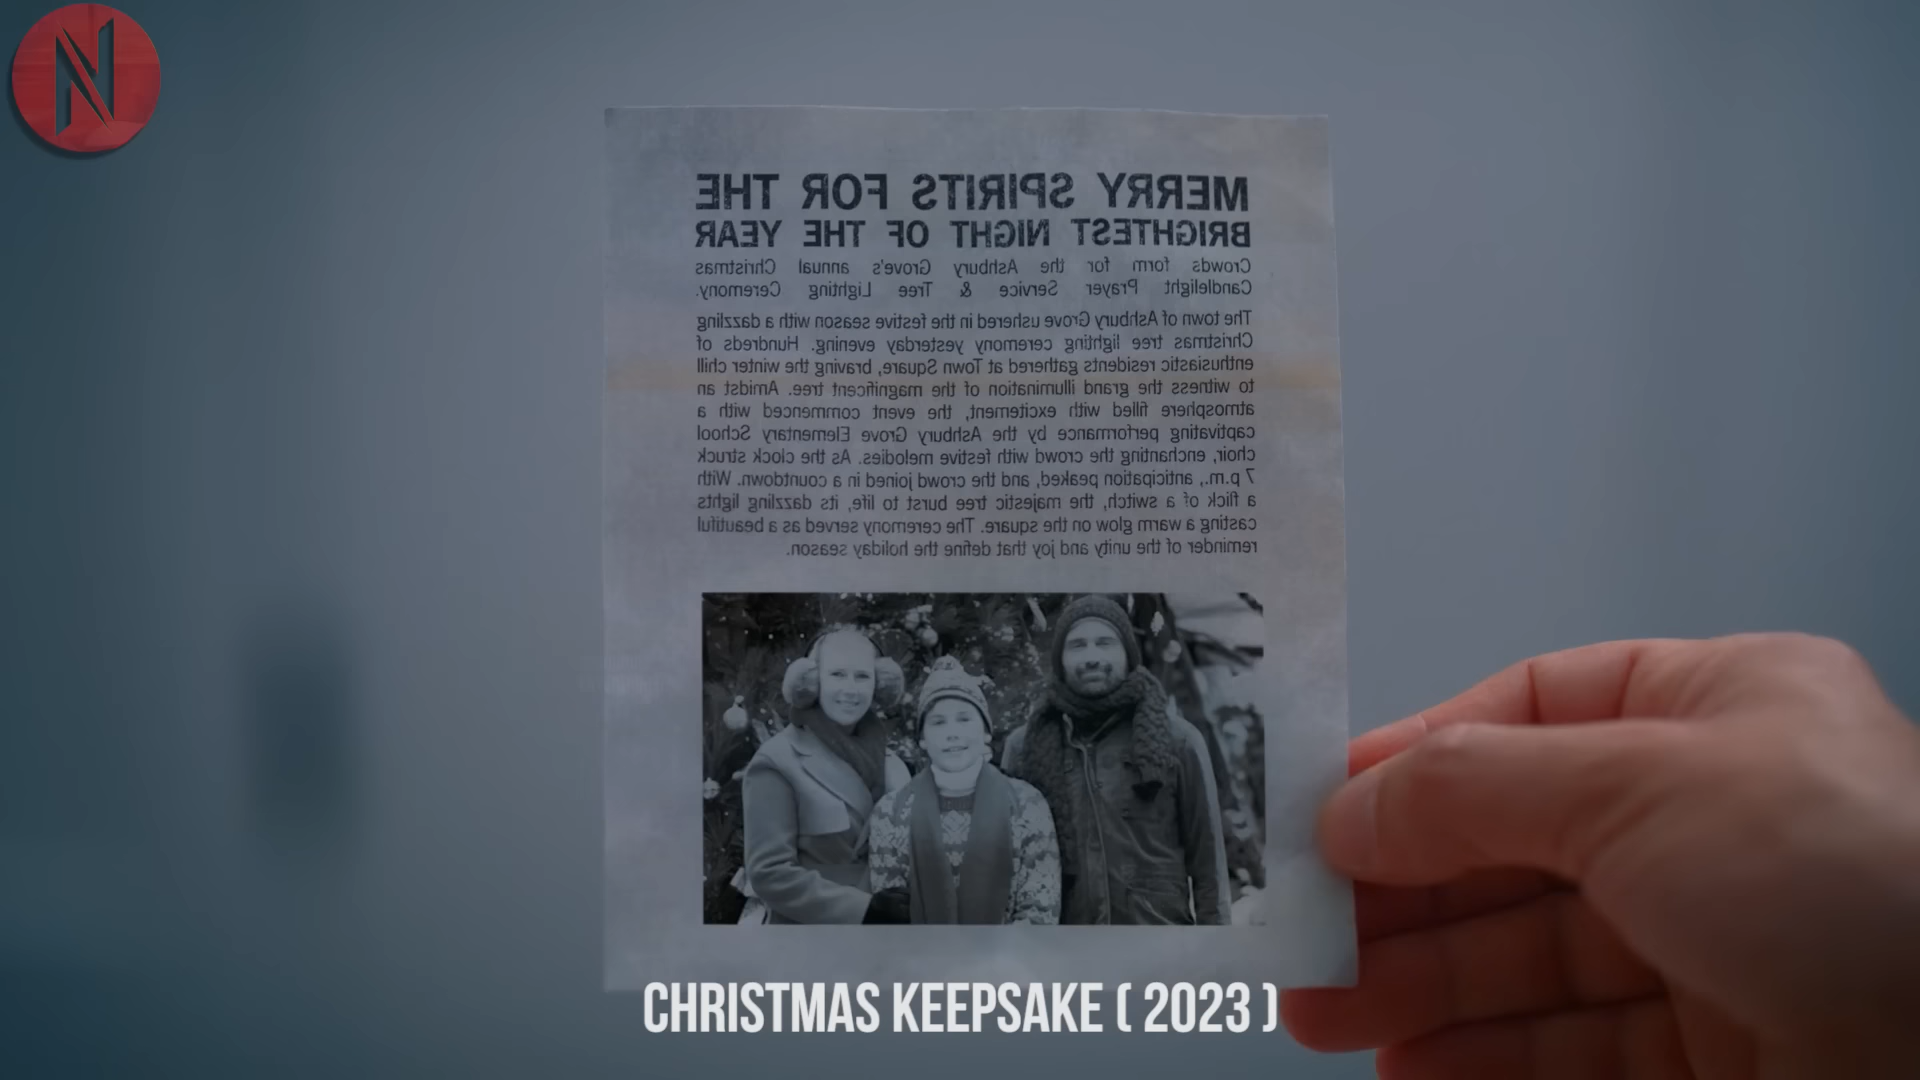 MERRY SPIRITS FOR THE
BRIGHTEST NIGHT OF THE YEAR
Crowds form for the Ashbury Grove's annual Christmas
Candlelight Prayer Service & Tree Lighting Ceremony.
The town of Ashbury Grove ushered in the festive season with a dazzling
Christmas tree lighting ceremony yesterday evening. Hundreds of
enthusiastic residents gathered at Town Square, braving the winter chill
to witness the grand illumination of the magnificent tree. Amidst an
atmosphere filled with excitement, the event commenced with a
captivating performance by the Ashbury Grove Elementary School
choir, enchanting the crowd with festive melodies. As the clock struck
7 p.m., anticipation peaked, and the crowd joined in a countdown. With
a flick of a switch, the majestic tree burst to life, its dazzling lights
casting a warm glow on the square. The ceremony served as a beautiful
reminder of the unity and joy that define the holiday season.
CHRISTMAS KEEPSAKE ( 2023 )